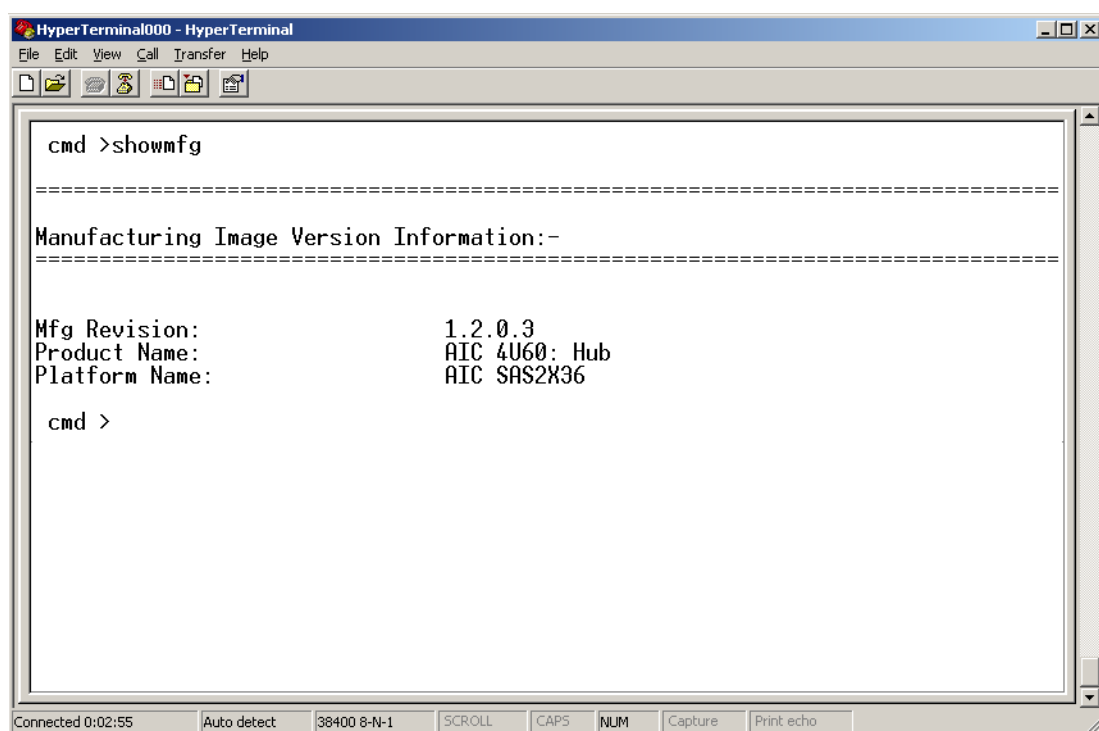 HyperTerminal000 - HyperTerminal
File Edit View Call Transfer Help
cmd >showmfg
================================================================================
Manufacturing Image Version Information:-
================================================================================
Mfg Revision: 1.2.0.3
Product Name: AIC 4U60: Hub
Platform Name: AIC SAS2X36
cmd >
Connected 0:02:55 Auto detect 38400 8-N-1 SCROLL CAPS NUM Capture Print echo